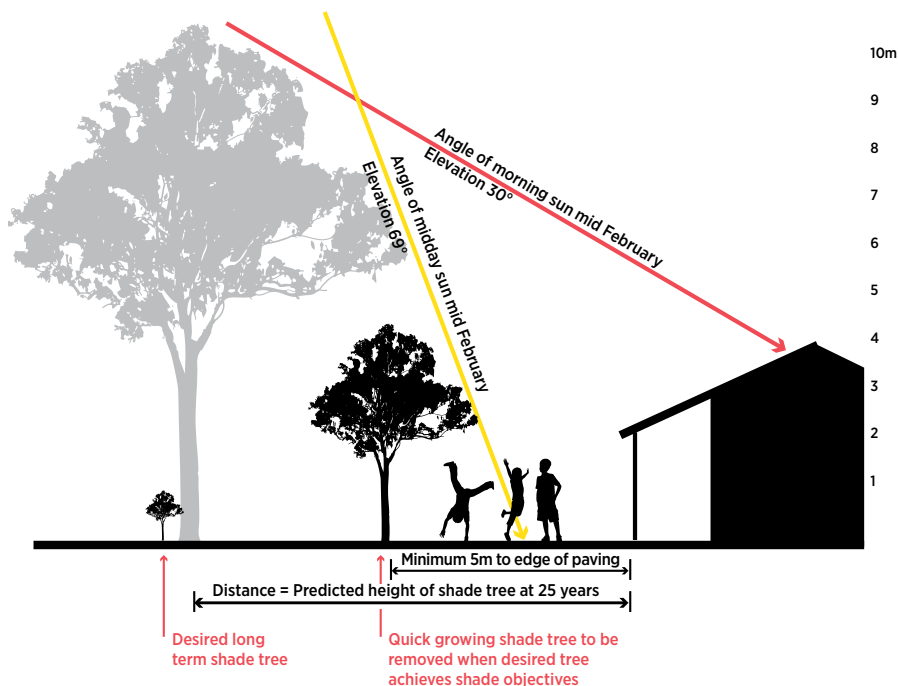 10m
9
8
7
6
5
4
3
2
1
Angle of morning sun mid February
Elevation 30°
Angle of midday sun mid February
Elevation 69°
Minimum 5m to edge of paving
Distance = Predicted height of shade tree at 25 years
Desired long
term shade tree
Quick growing shade tree to be
removed when desired tree
achieves shade objectives